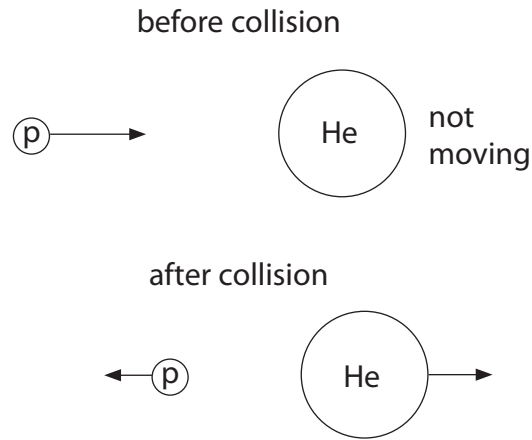 before collision
p
He
not
moving
after collision
p
He